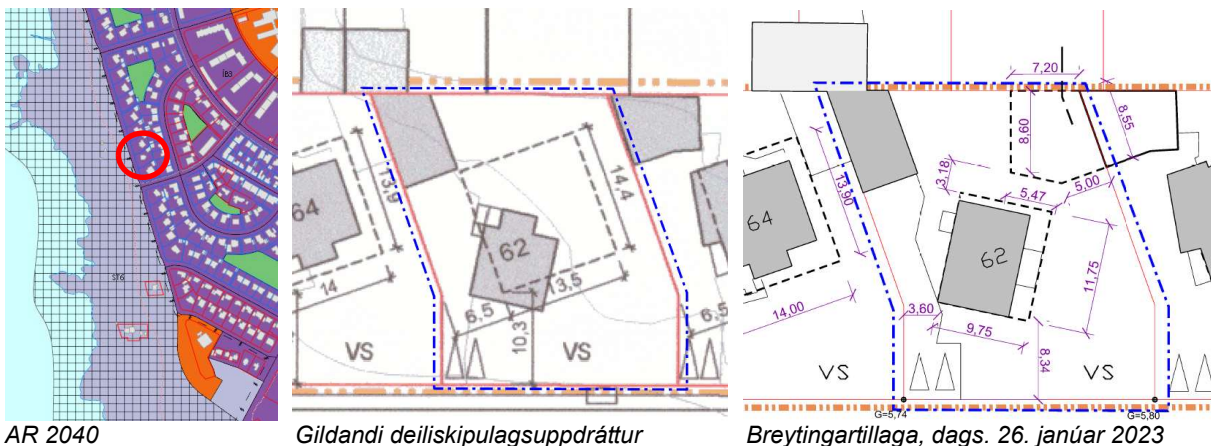 ÍB3
ST6
AR 2040
64
13,9
14,4
62
14
6,5
13,5
6,5
10,3
VS
VS
Gildandi deiliskipulagsuppdráttur
7,20
8,55
8,60
13,90
3,18
5,47
5,00
64
62
11,75
14,00
3,60
9,75
8,34
VS
VS
G=5,74
G=5,80
Breytingartillaga, dags. 26. janúar 2023